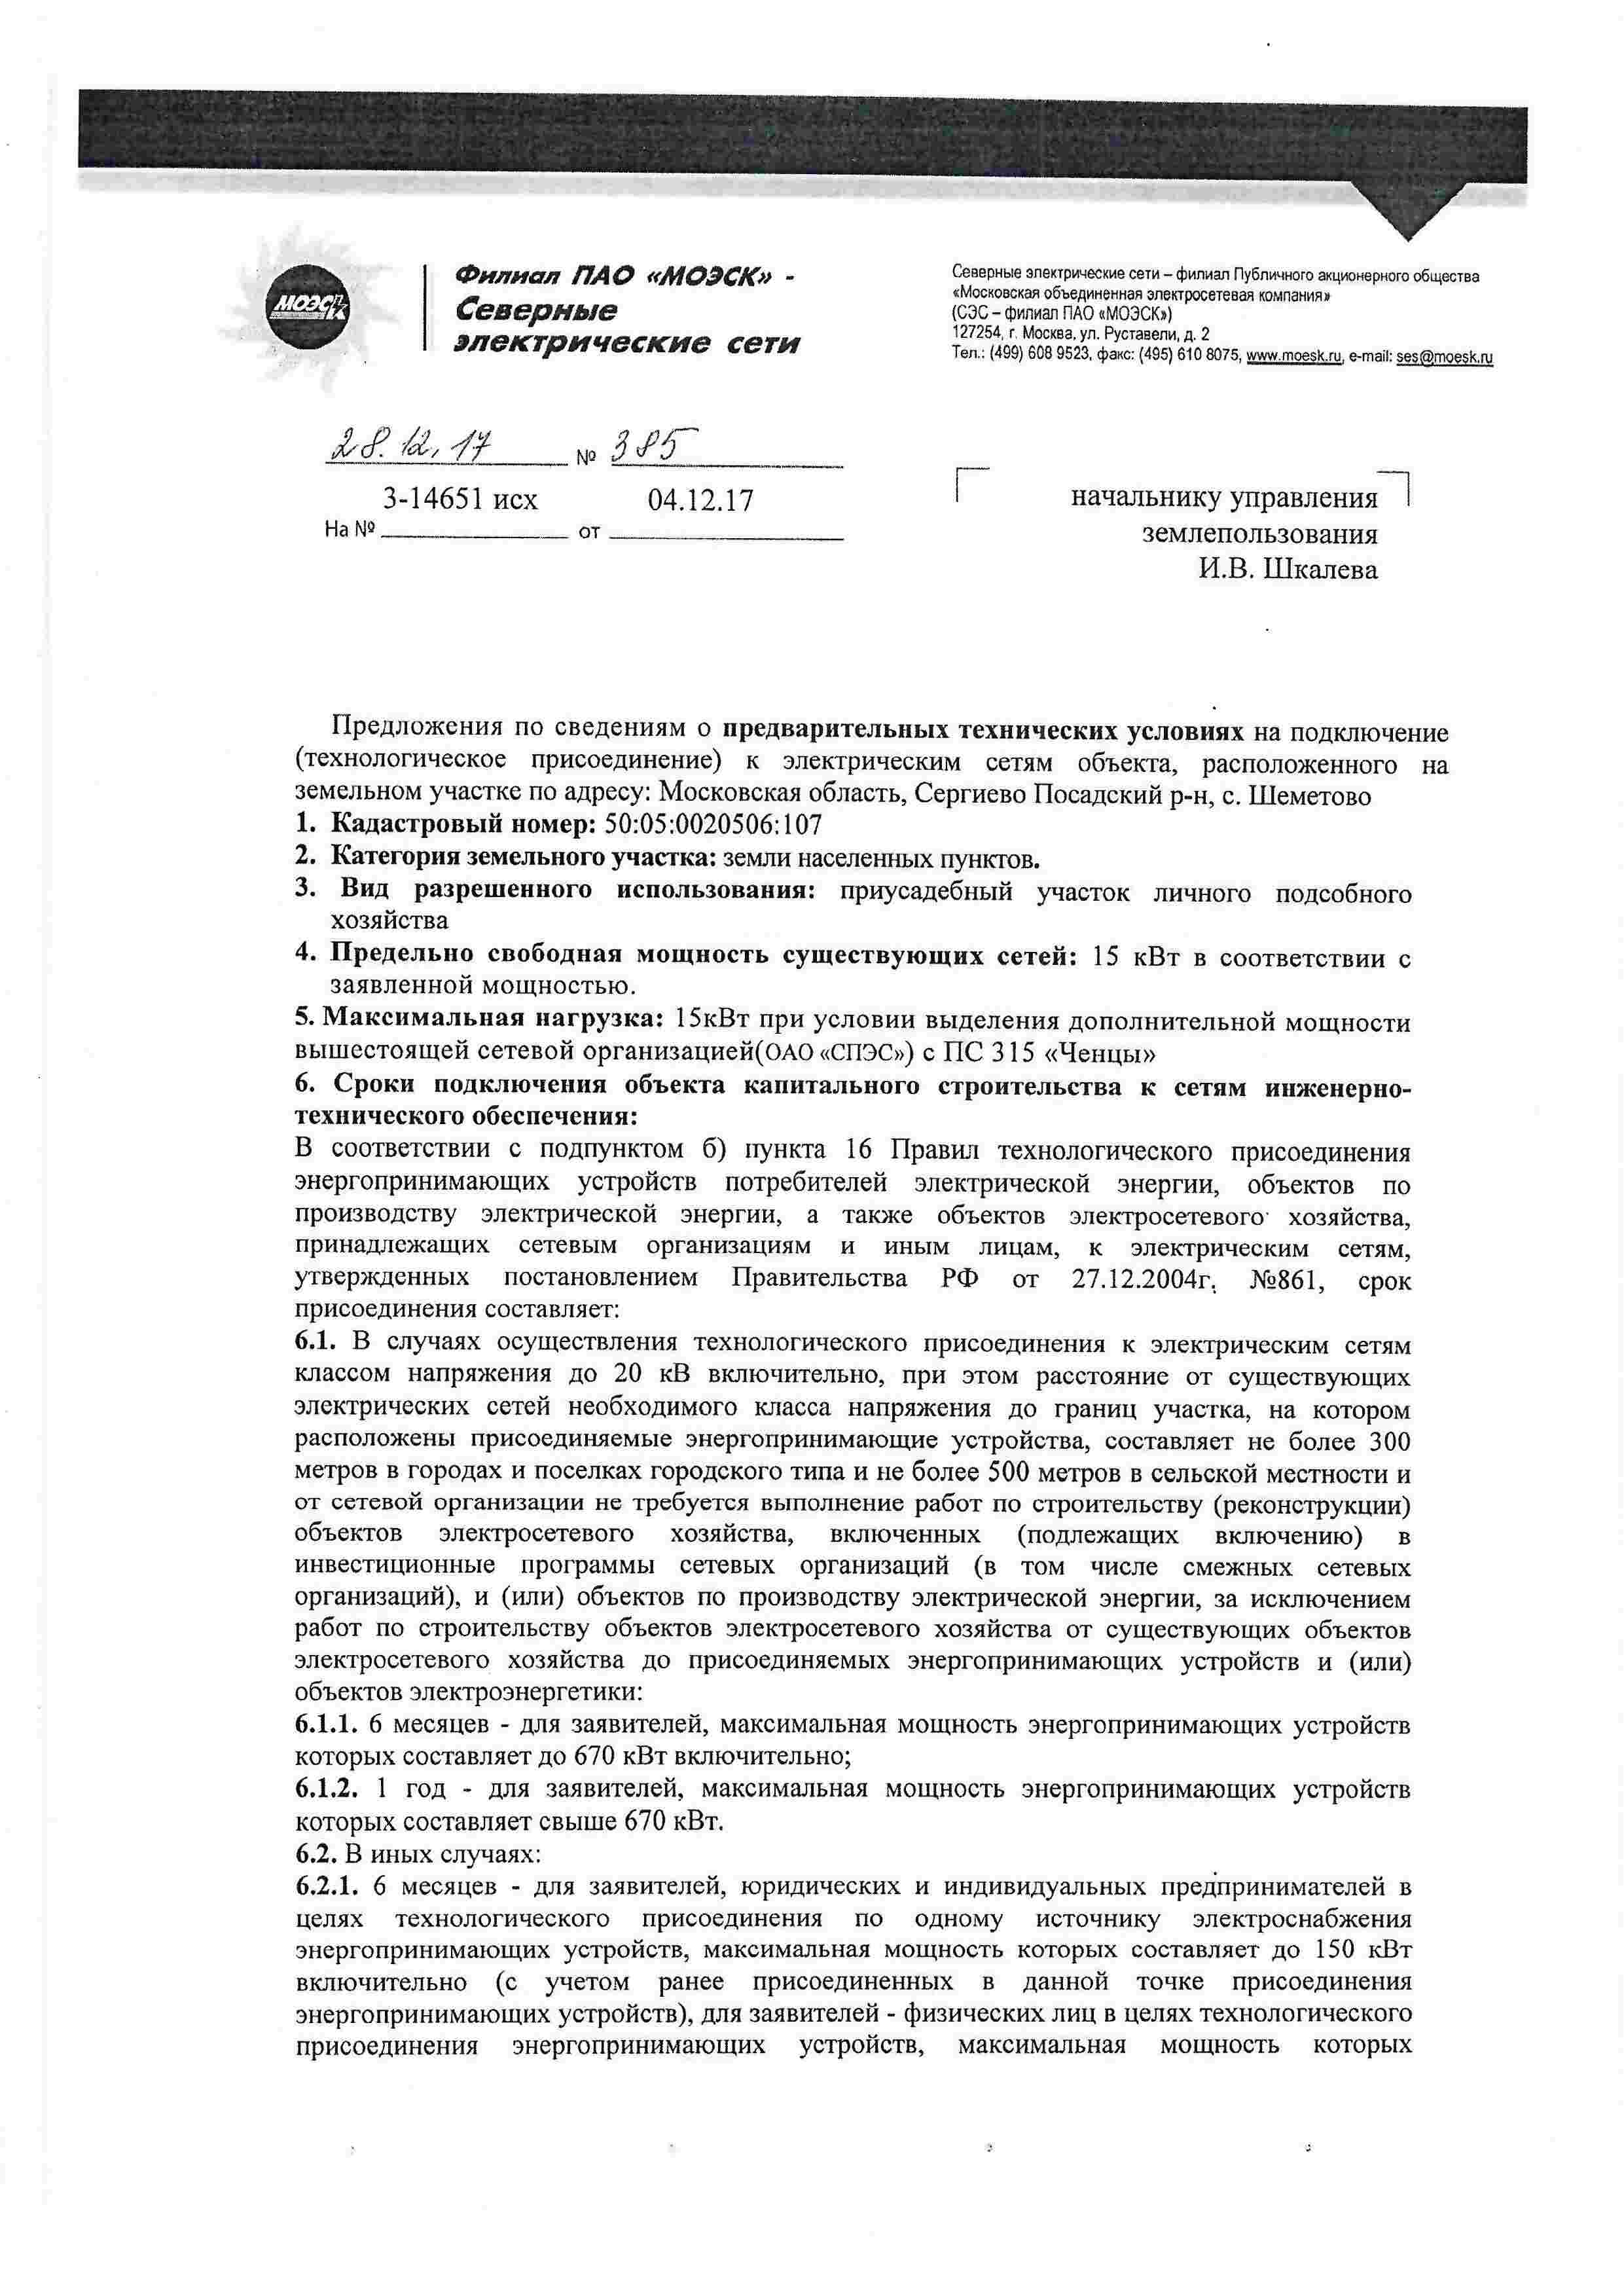 МОЭСК
Филиал ПАО «МОЭСК» -
Северные
электрические сети
Северные электрические сети – филиал Публичного акционерного общества
«Московская объединенная электросетевая компания»
(СЭС – филиал ПАО «МОЭСК»)
127254, г. Москва, ул. Руставели, д. 2
Тел.: (499) 608 9523, факс: (495) 610 8075, www.moesk.ru, e-mail: ses@moesk.ru
28.12.17 № 385
3-14651 исх 04.12.17
На № от
начальнику управления
землепользования
И.В. Шкалева
Предложения по сведениям о предварительных технических условиях на подключение
(технологическое присоединение) к электрическим сетям объекта, расположенного на
земельном участке по адресу: Московская область, Сергиево Посадский р-н, с. Шеметово
1. Кадастровый номер: 50:05:0020506:107
2. Категория земельного участка: земли населенных пунктов.
3. Вид разрешенного использования: приусадебный участок личного подсобного
хозяйства
4. Предельно свободная мощность существующих сетей: 15 кВт в соответствии с
заявленной мощностью.
5. Максимальная нагрузка: 15кВт при условии выделения дополнительной мощности
вышестоящей сетевой организацией(ОАО «СПЭС») с ПС 315 «Ченцы»
6. Сроки подключения объекта капитального строительства к сетям инженерно-
технического обеспечения:
В соответствии с подпунктом б) пункта 16 Правил технологического присоединения
энергопринимающих устройств потребителей электрической энергии, объектов по
производству электрической энергии, а также объектов электросетевого хозяйства,
принадлежащих сетевым организациям и иным лицам, к электрическим сетям,
утвержденных постановлением Правительства РФ от 27.12.2004г. №861, срок
присоединения составляет:
6.1. В случаях осуществления технологического присоединения к электрическим сетям
классом напряжения до 20 кВ включительно, при этом расстояние от существующих
электрических сетей необходимого класса напряжения до границ участка, на котором
расположены присоединяемые энергопринимающие устройства, составляет не более 300
метров в городах и поселках городского типа и не более 500 метров в сельской местности и
от сетевой организации не требуется выполнение работ по строительству (реконструкции)
объектов электросетевого хозяйства, включенных (подлежащих включению) в
инвестиционные программы сетевых организаций (в том числе смежных сетевых
организаций), и (или) объектов по производству электрической энергии, за исключением
работ по строительству объектов электросетевого хозяйства от существующих объектов
электросетевого хозяйства до присоединяемых энергопринимающих устройств и (или)
объектов электроэнергетики:
6.1.1. 6 месяцев - для заявителей, максимальная мощность энергопринимающих устройств
которых составляет до 670 кВт включительно;
6.1.2. 1 год - для заявителей, максимальная мощность энергопринимающих устройств
которых составляет свыше 670 кВт.
6.2. В иных случаях:
6.2.1. 6 месяцев - для заявителей, юридических и индивидуальных предпринимателей в
целях технологического присоединения по одному источнику электроснабжения
энергопринимающих устройств, максимальная мощность которых составляет до 150 кВт
включительно (с учетом ранее присоединенных в данной точке присоединения
энергопринимающих устройств), для заявителей - физических лиц в целях технологического
присоединения энергопринимающих устройств, максимальная мощность которых